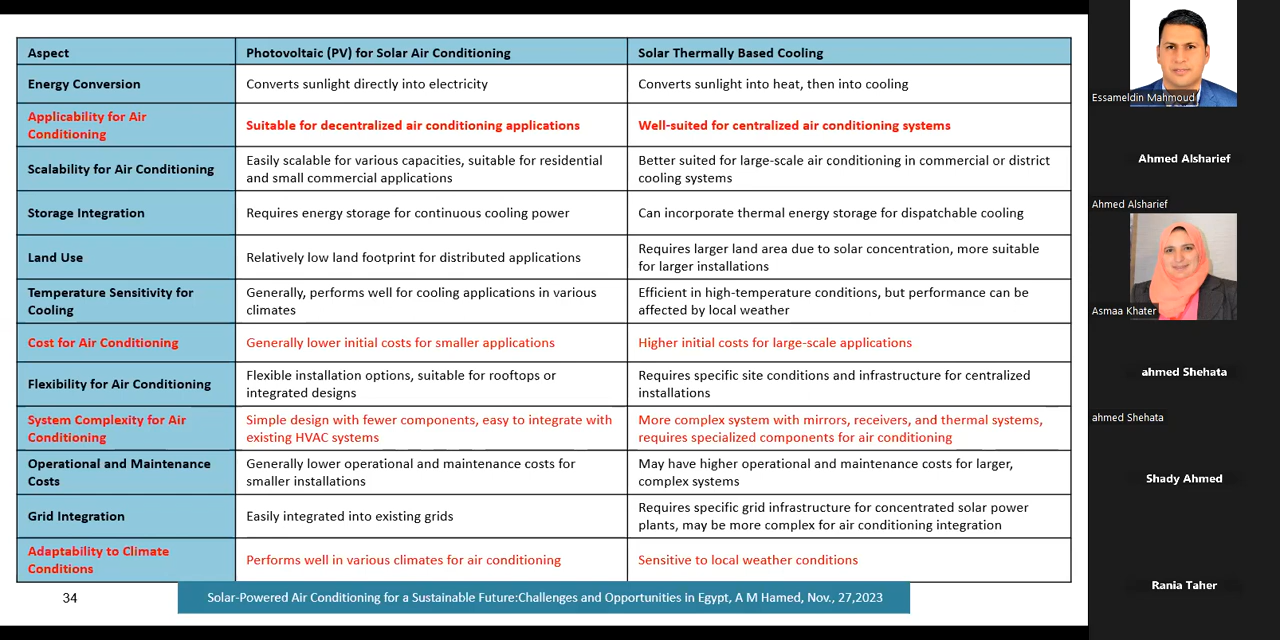 Aspect
Photovoltaic (PV) for Solar Air Conditioning
Solar Thermally Based Cooling
Energy Conversion
Converts sunlight directly into electricity
Converts sunlight into heat, then into cooling
Applicability for Air
Conditioning
Suitable for decentralized air conditioning applications
Well-suited for centralized air conditioning systems
Scalability for Air Conditioning
Easily scalable for various capacities, suitable for residential
and small commercial applications
Better suited for large-scale air conditioning in commercial or district
cooling systems
Storage Integration
Requires energy storage for continuous cooling power
Can incorporate thermal energy storage for dispatchable cooling
Land Use
Relatively low land footprint for distributed applications
Requires larger land area due to solar concentration, more suitable
for larger installations
Temperature Sensitivity for
Cooling
Generally, performs well for cooling applications in various
climates
Efficient in high-temperature conditions, but performance can be
affected by local weather
Cost for Air Conditioning
Generally lower initial costs for smaller applications
Higher initial costs for large-scale applications
Flexibility for Air Conditioning
Flexible installation options, suitable for rooftops or
integrated designs
Requires specific site conditions and infrastructure for centralized
installations
System Complexity for Air
Conditioning
Simple design with fewer components, easy to integrate with
existing HVAC systems
More complex system with mirrors, receivers, and thermal systems,
requires specialized components for air conditioning
Operational and Maintenance
Costs
Generally lower operational and maintenance costs for
smaller installations
May have higher operational and maintenance costs for larger,
complex systems
Grid Integration
Easily integrated into existing grids
Requires specific grid infrastructure for concentrated solar power
plants, may be more complex for air conditioning integration
Adaptability to Climate
Conditions
Performs well in various climates for air conditioning
Sensitive to local weather conditions
34
Solar-Powered Air Conditioning for a Sustainable Future:Challenges and Opportunities in Egypt, A M Hamed, Nov., 27,2023
Essameldin Mahmoud
Ahmed Alsharief
Ahmed Alsharief
Asmaa Khater
ahmed Shehata
ahmed Shehata
Shady Ahmed
Rania Taher